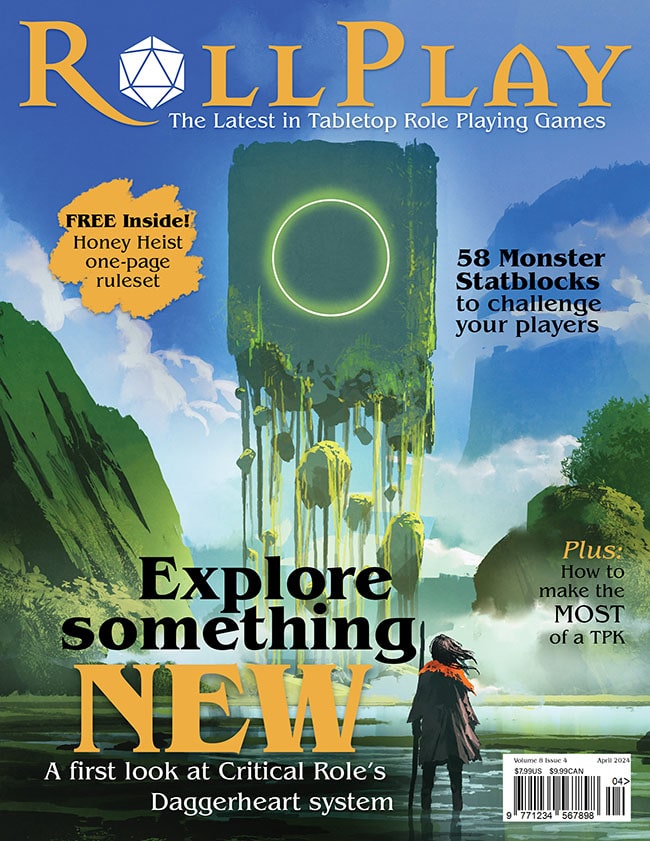 ROLLPLAY
The Latest in Tabletop Role Playing Games
FREE Inside!
Honey Heist
one-page
ruleset
58 Monster
Statblocks
to challenge
your players
Explore
something
NEW
A first look at Critical Role's
Daggerheart system
Plus:
How to
make the
MOST
of a TPK
Volume 8 Issue 4 April 2024
$7.99US $9.99CAN
04>
9 771234 567898